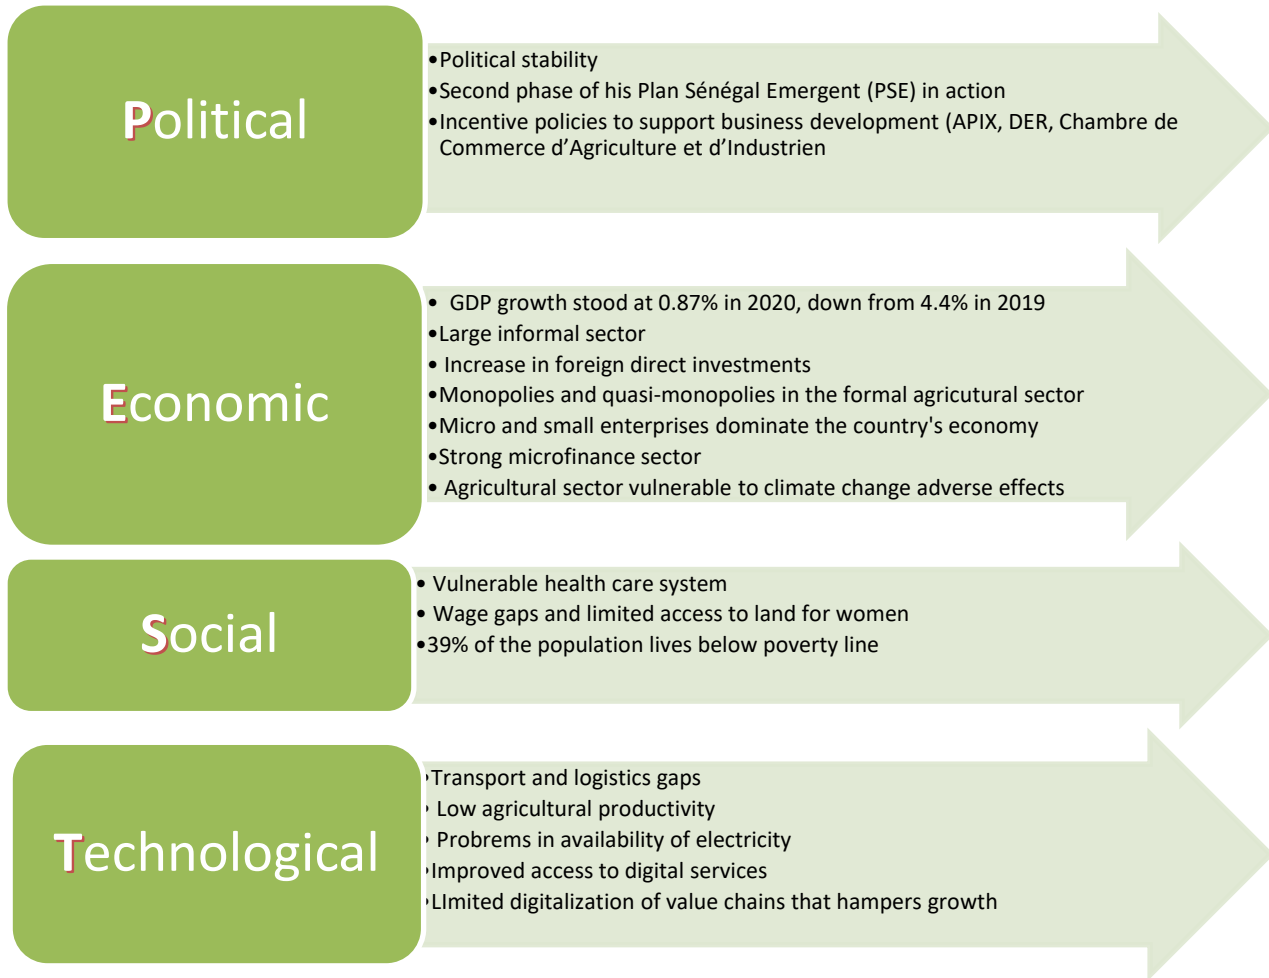 Political
•Political stability
•Second phase of his Plan Sénégal Emergent (PSE) in action
•Incentive policies to support business development (APIX, DER, Chambre de
Commerce d’Agriculture et d’Industrien
Economic
• GDP growth stood at 0.87% in 2020, down from 4.4% in 2019
•Large informal sector
• Increase in foreign direct investments
•Monopolies and quasi-monopolies in the formal agricutural sector
•Micro and small enterprises dominate the country's economy
•Strong microfinance sector
• Agricultural sector vulnerable to climate change adverse effects
Social
• Vulnerable health care system
• Wage gaps and limited access to land for women
•39% of the population lives below poverty line
Technological
•Transport and logistics gaps
• Low agricultural productivity
• Probrems in availability of electricity
•Improved access to digital services
•LImited digitalization of value chains that hampers growth